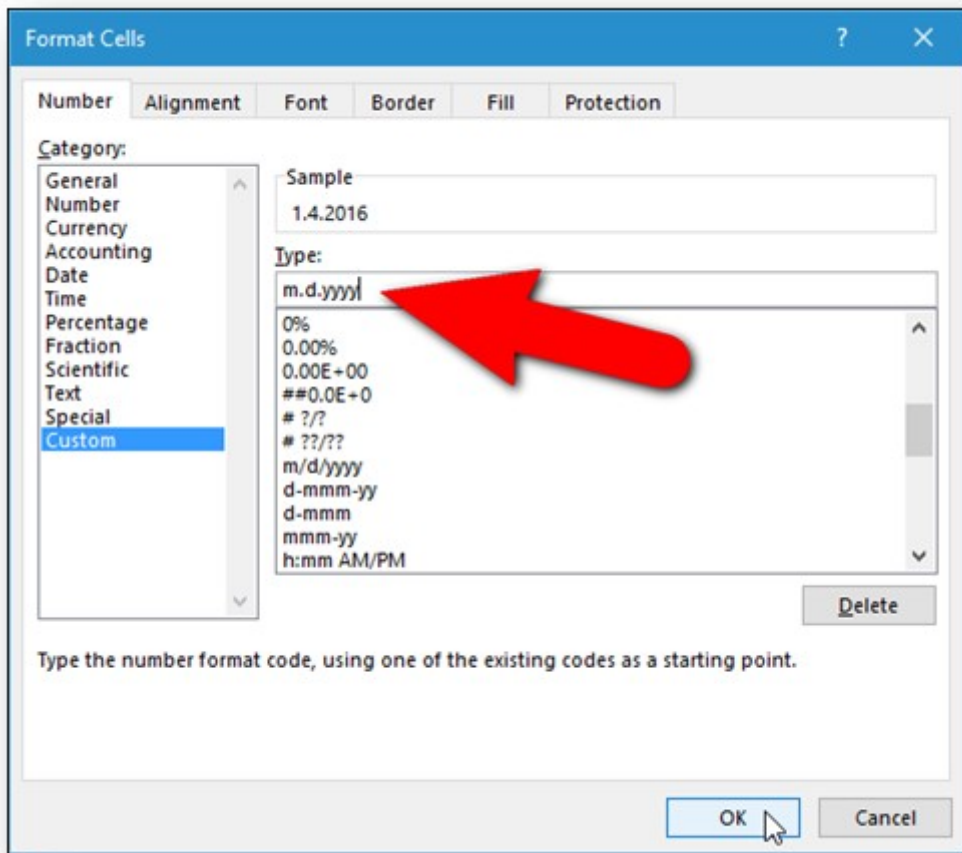 Format Cells ? ×
Number Alignment Font Border Fill Protection
Category:
General
Number
Currency
Accounting
Date
Time
Percentage
Fraction
Scientific
Text
Special
Custom
Sample
1.4.2016
Type:
m.d.yyyy
0%
0.00%
0.00E+00
##0.0E+0
# ?/?
# ??/??
m/d/yyyy
d-mmm-yy
d-mmm
mmm-yy
h:mm AM/PM
Delete
Type the number format code, using one of the existing codes as a starting point.
OK Cancel